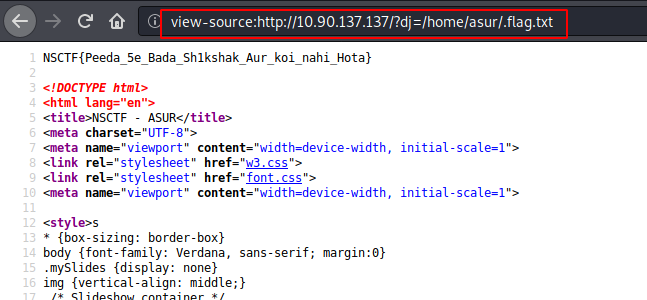 view-source:http://10.90.137.137/?dj=/home/asur/.flag.txt
1 NSCTF{Peeda_5e_Bada_Sh1kshak_Aur_koi_nahi_Hota}
2
3 <!DOCTYPE html>
4 <html lang="en">
5 <title>NSCTF - ASUR</title>
6 <meta charset="UTF-8">
7 <meta name="viewport" content="width=device-width, initial-scale=1">
8 <link rel="stylesheet" href="w3.css">
9 <link rel="stylesheet" href="font.css">
10 <meta name="viewport" content="width=device-width, initial-scale=1">
11
12 <style>s
13 * {box-sizing: border-box}
14 body {font-family: Verdana, sans-serif; margin:0}
15 .mySlides {display: none}
16 img {vertical-align: middle;}
17 /* Slideshow container */